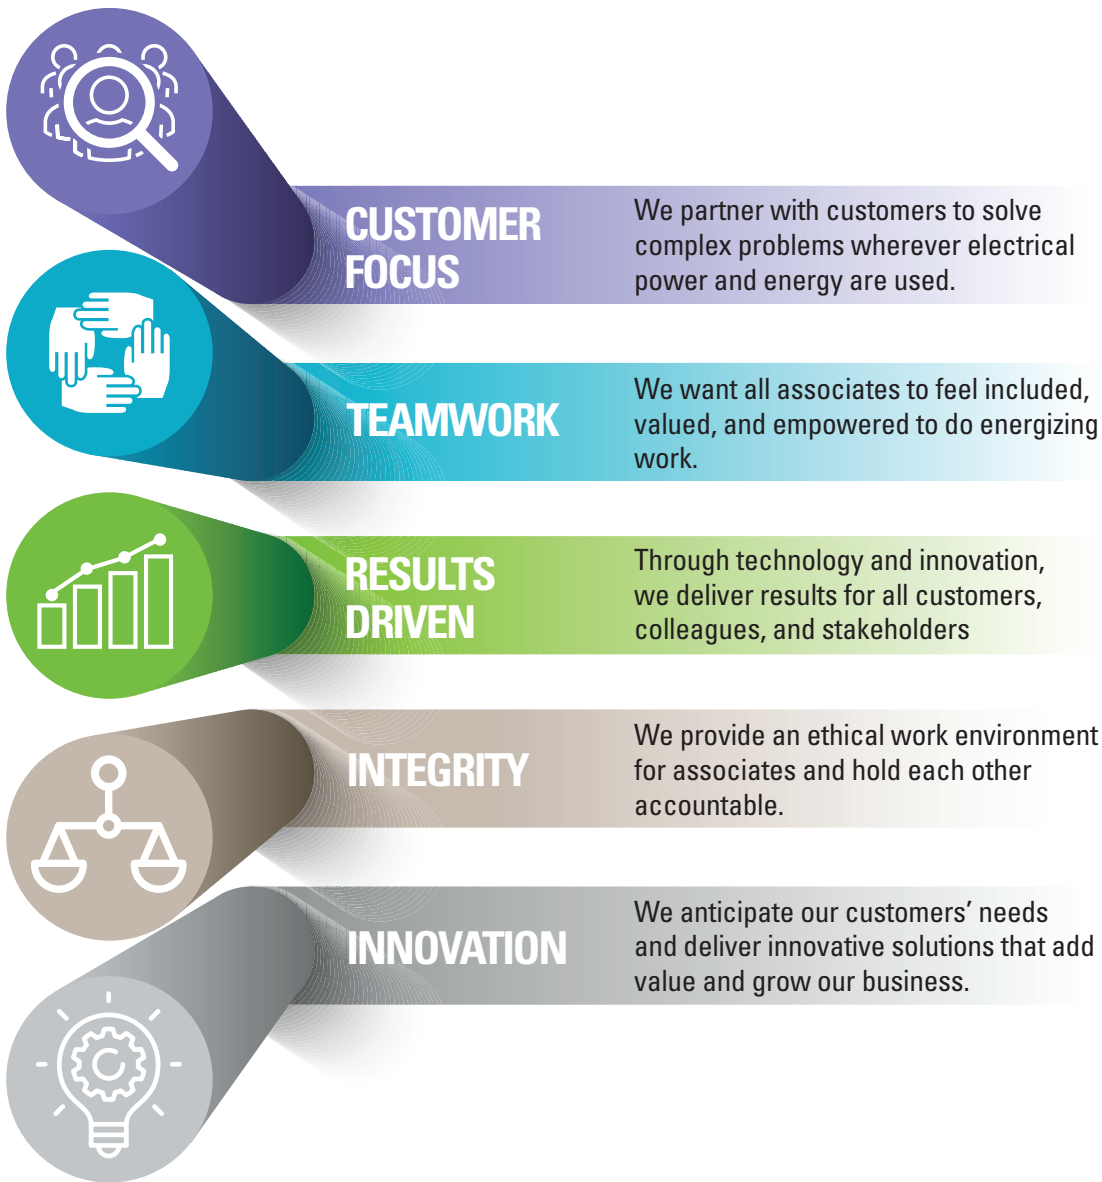 CUSTOMER
FOCUS
We partner with customers to solve
complex problems wherever electrical
power and energy are used.
TEAMWORK
We want all associates to feel included,
valued, and empowered to do energizing
work.
RESULTS
DRIVEN
Through technology and innovation,
we deliver results for all customers,
colleagues, and stakeholders
INTEGRITY
We provide an ethical work environment
for associates and hold each other
accountable.
INNOVATION
We anticipate our customers’ needs
and deliver innovative solutions that add
value and grow our business.